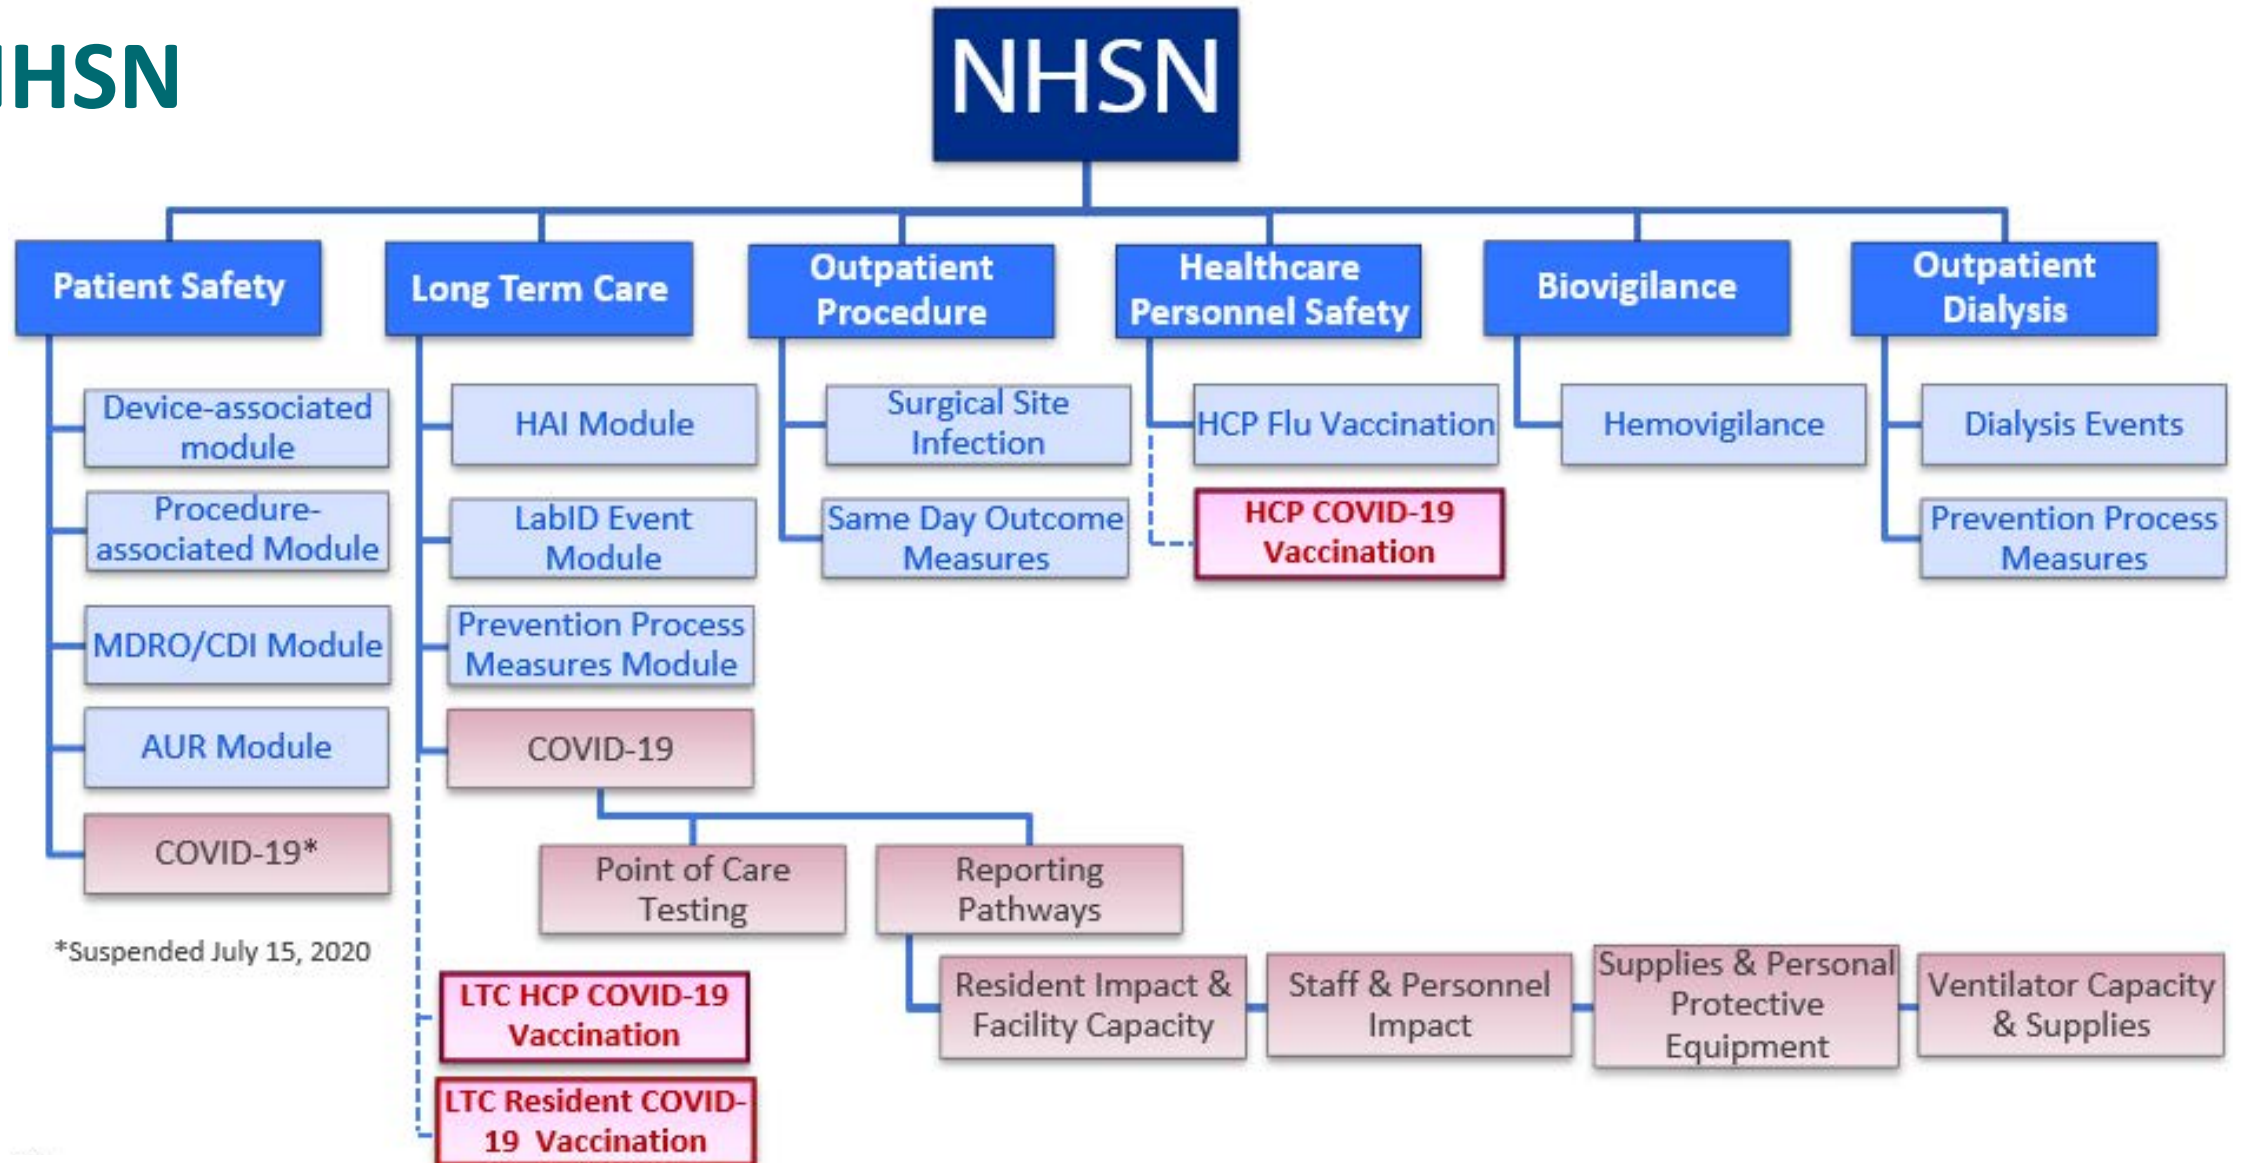 NHSN
Patient Safety
Long Term Care
Outpatient
Procedure
Healthcare
Personnel Safety
Biovigilance
Outpatient
Dialysis
Device-associated
module
Procedure-
associated Module
MDRO/CDI Module
AUR Module
COVID-19*
*Suspended July 15, 2020
HAI Module
LabID Event
Module
Prevention Process
Measures Module
COVID-19
Point of Care
Testing
Reporting
Pathways
Resident Impact &
Facility Capacity
Staff & Personnel
Impact
Supplies & Personal
Protective
Equipment
Ventilator Capacity
& Supplies
LTC HCP COVID-19
Vaccination
LTC Resident COVID-
19 Vaccination
Surgical Site
Infection
Same Day Outcome
Measures
HCP Flu Vaccination
HCP COVID-19
Vaccination
Hemovigilance
Dialysis Events
Prevention Process
Measures